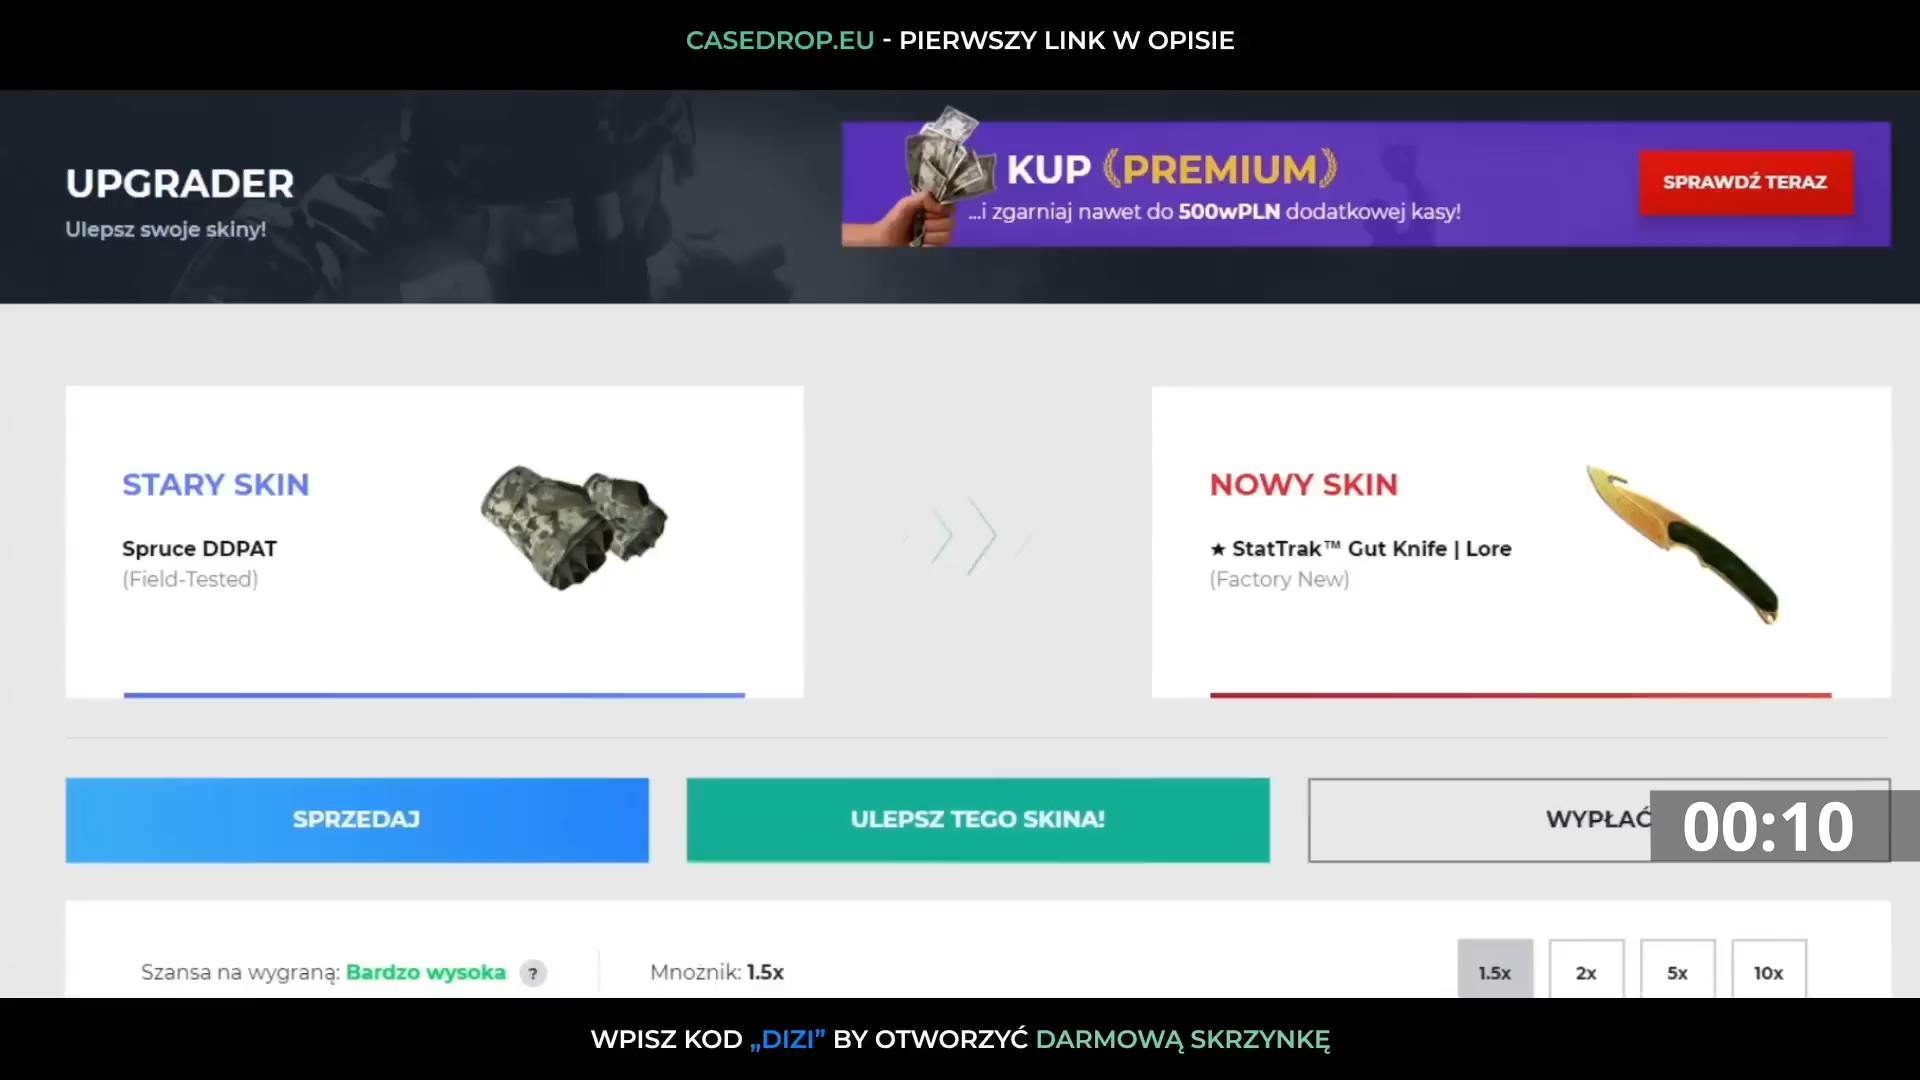 CASEDROP.EU - PIERWSZY LINK W OPISIE
UPGRADER
Ulepsz swoje skiny!
KUP (PREMIUM)
...i zgarniaj nawet do 500wPLN dodatkowej kasy!
SPRAWDŹ TERAZ
STARY SKIN
Spruce DDPAT
(Field-Tested)
NOWY SKIN
★ StatTrak™ Gut Knife | Lore
(Factory New)
SPRZEDAJ
ULEPSZ TEGO SKINA!
WYPŁAĆ
00:10
Szansa na wygraną: Bardzo wysoka ?
Mnożnik: 1.5x
1.5x 2x 5x 10x
WPISZ KOD „DIZI” BY OTWORZYĆ DARMOWĄ SKRZYNKĘ